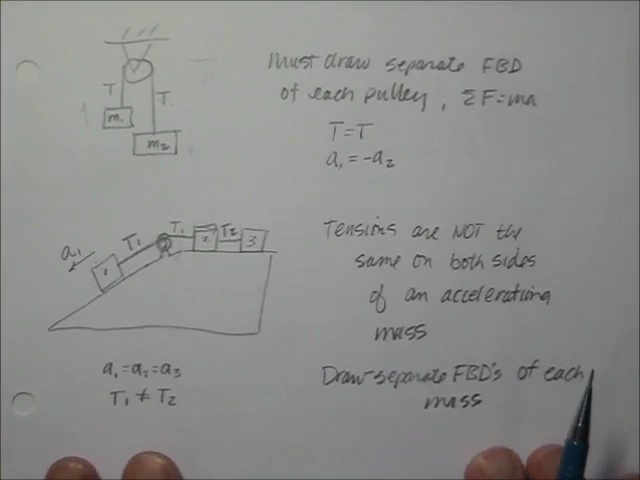 Must draw separate FBD
of each pulley, ΣF=ma
T=T
a₁=-a₂
T
T
m₁
m₂
Tensions are NOT the
same on both sides
of an accelerating
mass
a₁
T₁
T₁
T₂
1
2
3
a₁=a₂=a₃
T₁≠T₂
Draw separate FBD's of each
mass